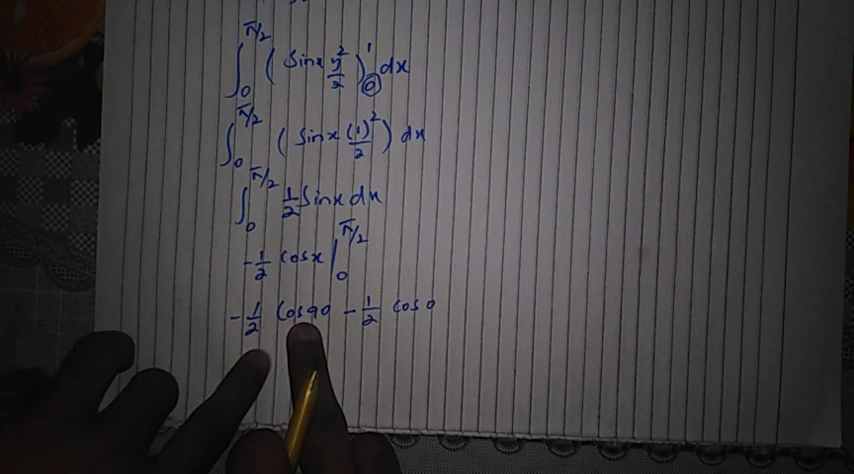 ∫₀^{π/2} ( sinx y²/2 )₀¹ dx
∫₀^{π/2} ( sinx (1)²/2 ) dx
∫₀^{π/2} 1/2 sinx dx
-1/2 cosx |₀^{π/2}
-1/2 cos90 - 1/2 cos0